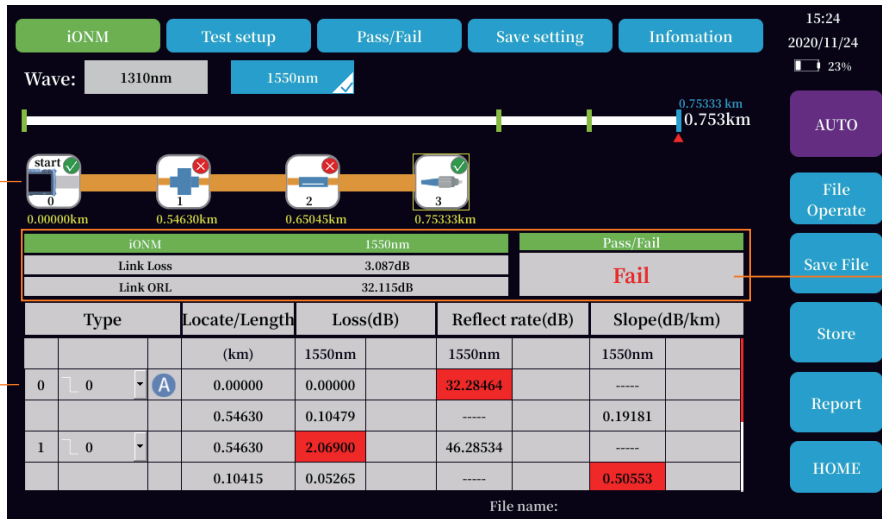 15:24
iONM Test setup Pass/Fail Save setting Infomation
2020/11/24
23%
Wave: 1310nm 1550nm
0.75333 km
0.753km
AUTO
start
0 1 2 3
0.00000km 0.54630km 0.65045km 0.75333km
File
Operate
iONM 1550nm Pass/Fail
Link Loss 3.087dB
Fail
Link ORL 32.115dB
Save File
Type Locate/Length Loss(dB) Reflect rate(dB) Slope(dB/km)
Store
(km) 1550nm 1550nm 1550nm
0 0 A 0.00000 0.00000 32.28464 -----
0.54630 0.10479 ----- 0.19181
Report
1 0 0.54630 2.06900 46.28534 -----
0.10415 0.05265 ----- 0.50553
HOME
File name: